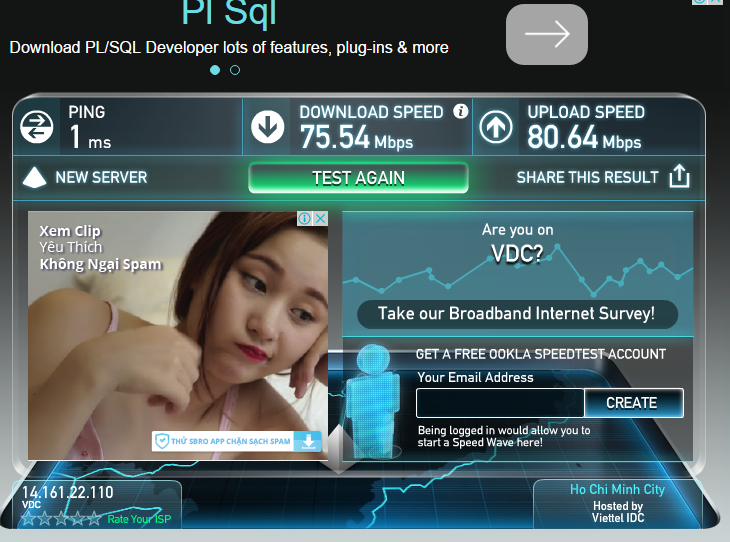 Pl Sql
Download PL/SQL Developer lots of features, plug-ins & more
PING
1 ms
DOWNLOAD SPEED
75.54 Mbps
UPLOAD SPEED
80.64 Mbps
NEW SERVER
TEST AGAIN
SHARE THIS RESULT
Xem Clip
Yêu Thích
Không Ngại Spam
THỬ SBRO APP CHẶN SẠCH SPAM
Are you on
VDC?
Take our Broadband Internet Survey!
GET A FREE OOKLA SPEEDTEST ACCOUNT
Your Email Address
CREATE
Being logged in would allow you to
start a Speed Wave here!
14.161.22.110
VDC
Rate Your ISP
Ho Chi Minh City
Hosted by
Viettel IDC